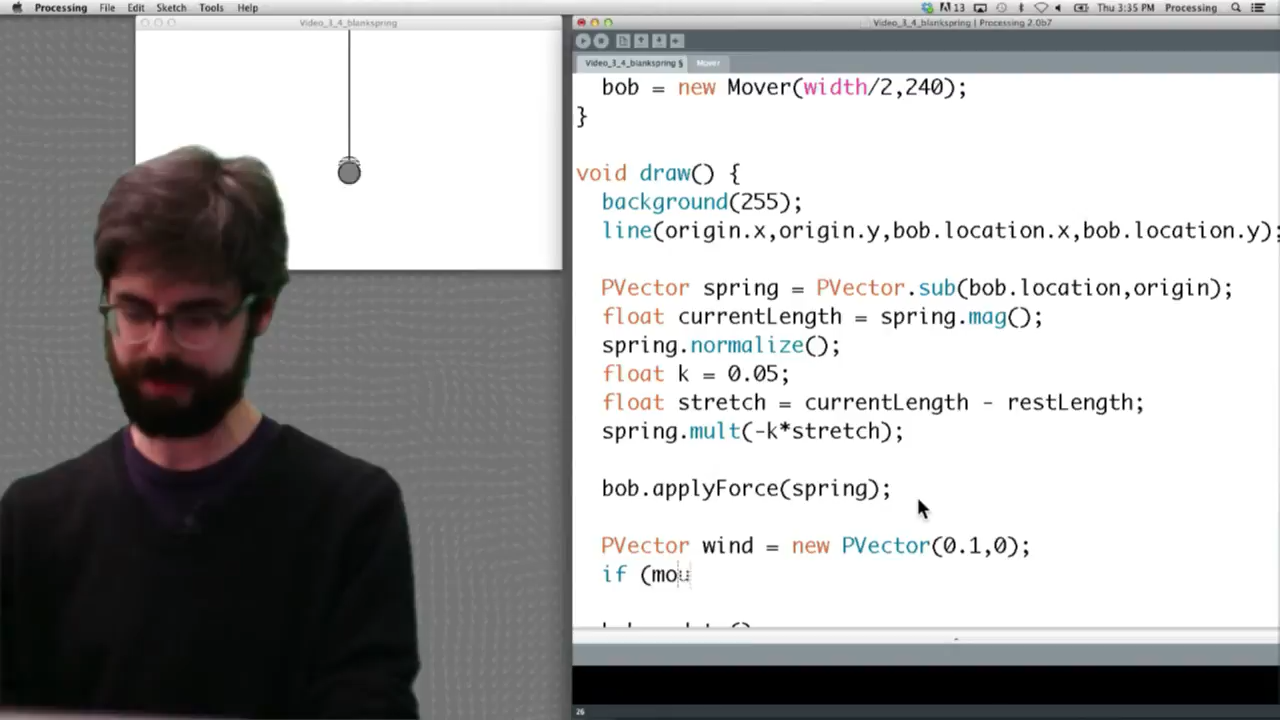 Processing File Edit Sketch Tools Help
13 Thu 3:35 PM Processing
Video_3_4_blankspring
Video_3_4_blankspring | Processing 2.0b7
Video_3_4_blankspring § Mover
bob = new Mover(width/2,240);
}
void draw() {
background(255);
line(origin.x,origin.y,bob.location.x,bob.location.y);
PVector spring = PVector.sub(bob.location,origin);
float currentLength = spring.mag();
spring.normalize();
float k = 0.05;
float stretch = currentLength - restLength;
spring.mult(-k*stretch);
bob.applyForce(spring);
PVector wind = new PVector(0.1,0);
if (mou
26